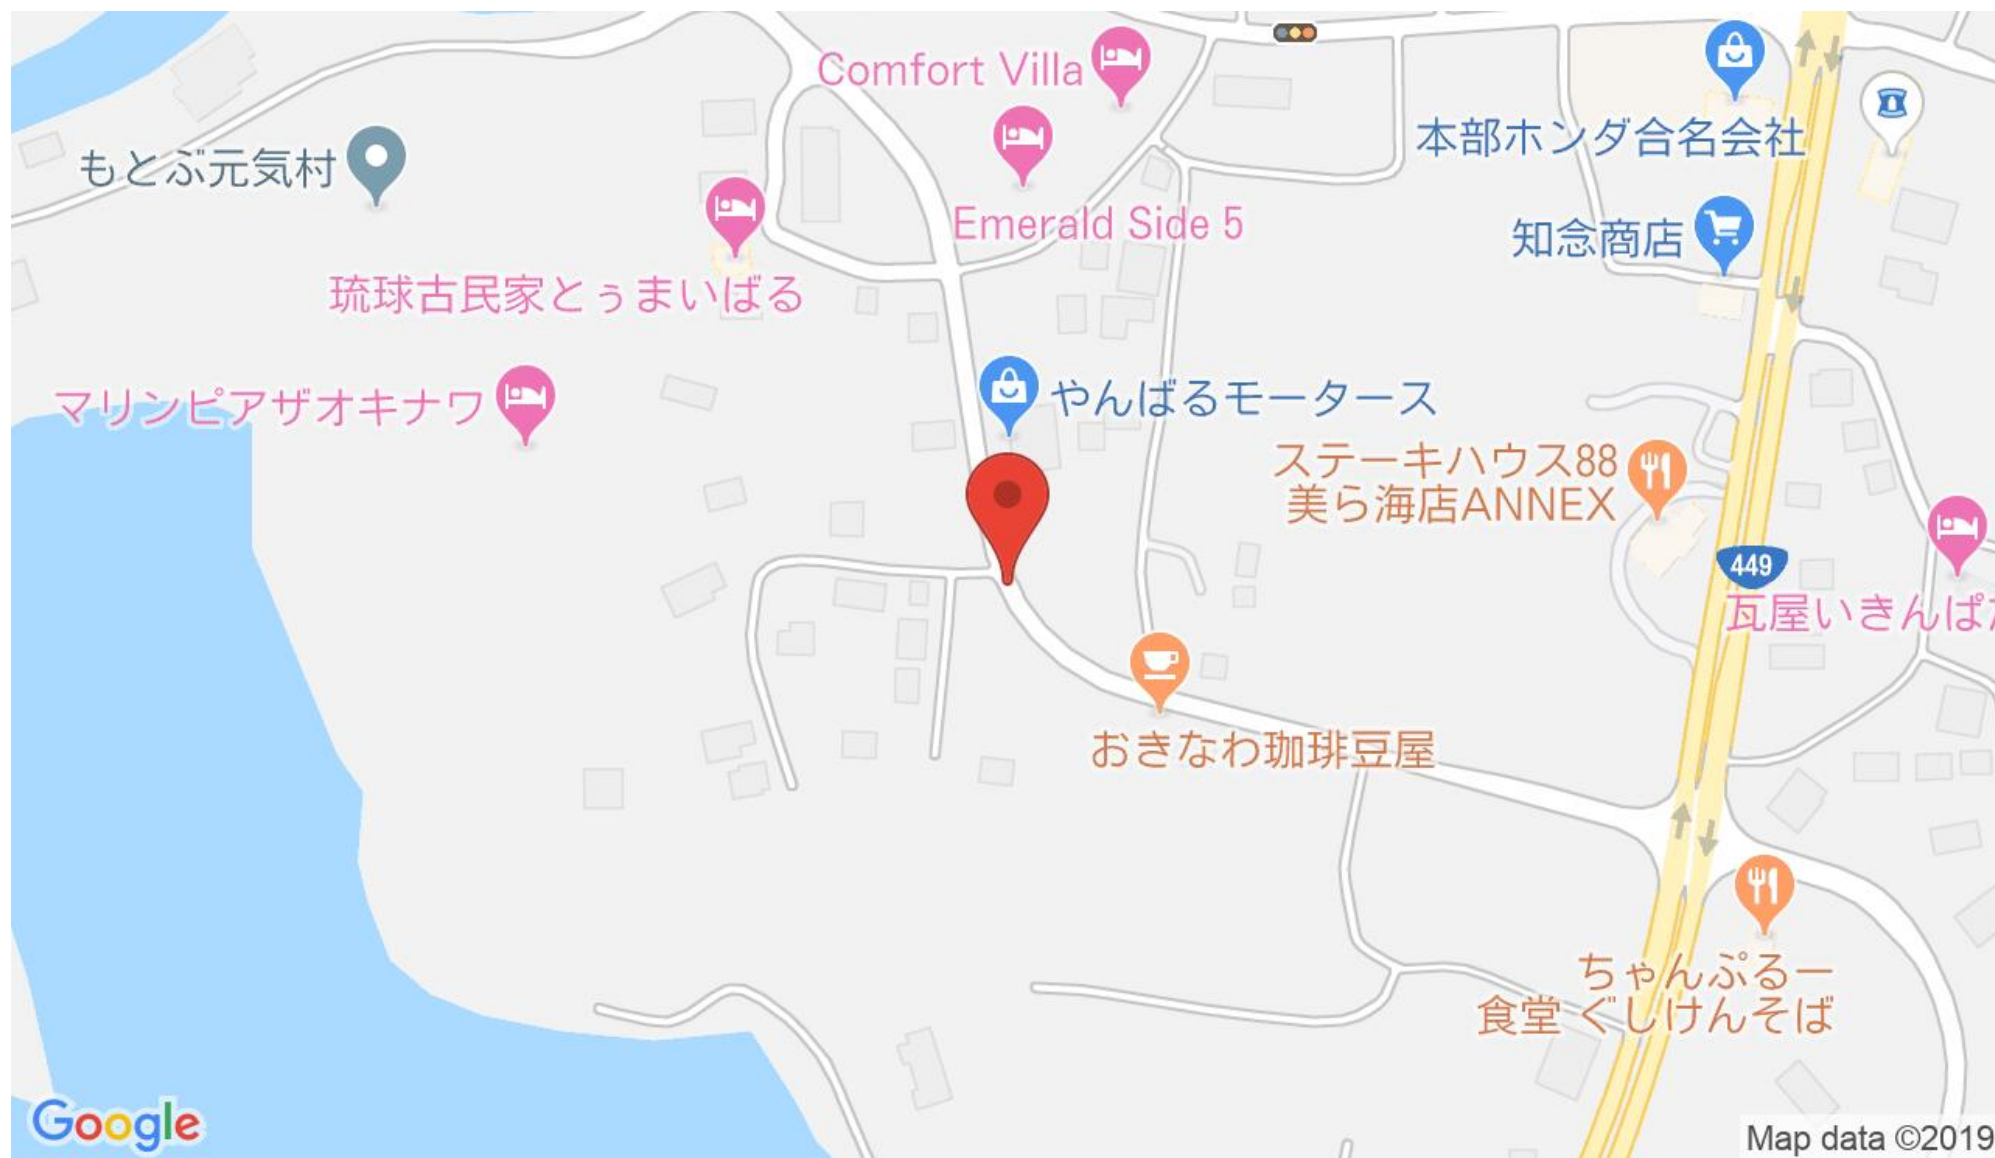 Comfort Villa
本部ホンダ合名会社
もとぶ元気村
Emerald Side 5
知念商店
琉球古民家とぅまいばる
マリンピアザオキナワ
やんばるモータース
ステーキハウス88
美ら海店ANNEX
449
瓦屋いきんぱ
おきなわ珈琲豆屋
ちゃんぷるー
食堂 ぐしけんそば
Google
Map data ©2019